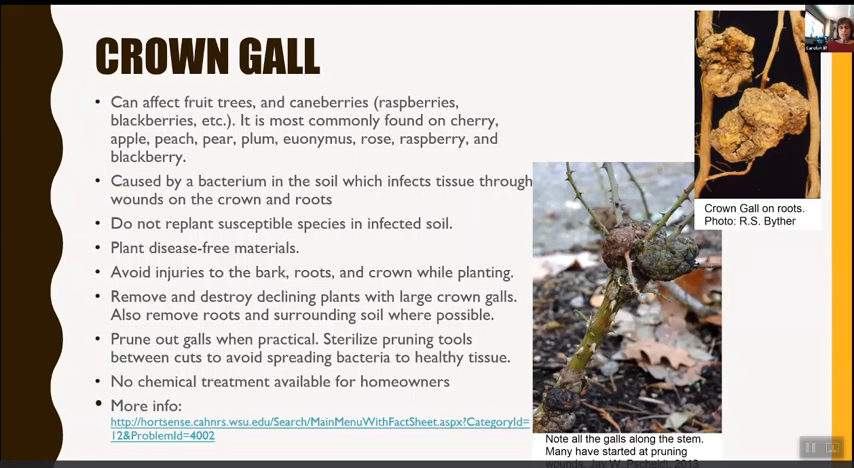 CROWN GALL
• Can affect fruit trees, and caneberries (raspberries,
blackberries, etc.). It is most commonly found on cherry,
apple, peach, pear, plum, euonymus, rose, raspberry, and
blackberry.
• Caused by a bacterium in the soil which infects tissue through
wounds on the crown and roots
• Do not replant susceptible species in infected soil.
• Plant disease-free materials.
• Avoid injuries to the bark, roots, and crown while planting.
• Remove and destroy declining plants with large crown galls.
Also remove roots and surrounding soil where possible.
• Prune out galls when practical. Sterilize pruning tools
between cuts to avoid spreading bacteria to healthy tissue.
• No chemical treatment available for homeowners
• More info:
http://hortsense.cahnrs.wsu.edu/Search/MainMenuWithFactSheet.aspx?CategoryId=
12&ProblemId=4002
Crown Gall on roots.
Photo: R.S. Byther
Note all the galls along the stem.
Many have started at pruning
wounds. Jay W. Pscheidt, 2013